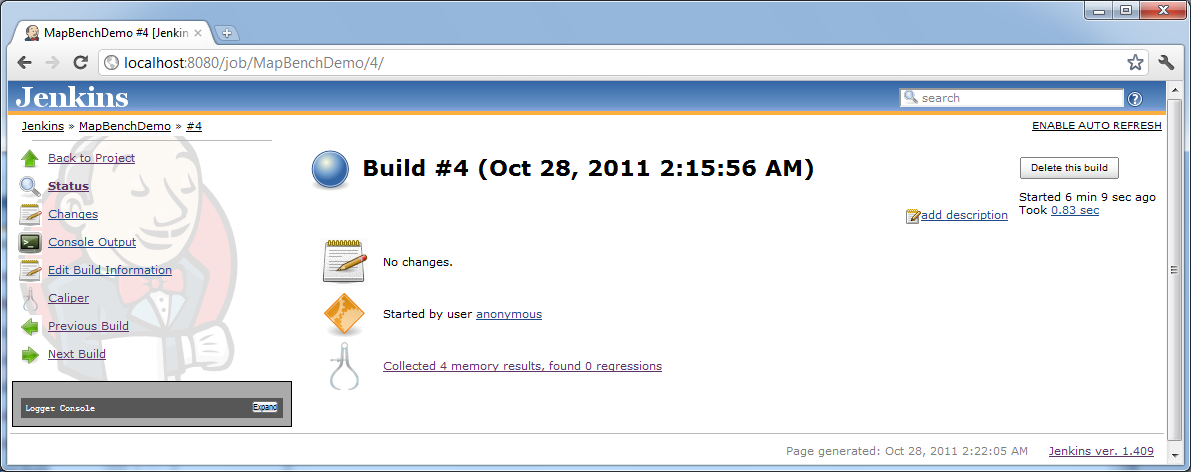 MapBenchDemo #4 [Jenkin
localhost:8080/job/MapBenchDemo/4/
Jenkins
search
?
Jenkins » MapBenchDemo » #4
ENABLE AUTO REFRESH
Back to Project
Status
Changes
Console Output
Edit Build Information
Caliper
Previous Build
Next Build
Logger Console
Expand
Build #4 (Oct 28, 2011 2:15:56 AM)
Delete this build
Started 6 min 9 sec ago
Took 0.83 sec
add description
No changes.
Started by user anonymous
Collected 4 memory results, found 0 regressions
Page generated: Oct 28, 2011 2:22:05 AM
Jenkins ver. 1.409